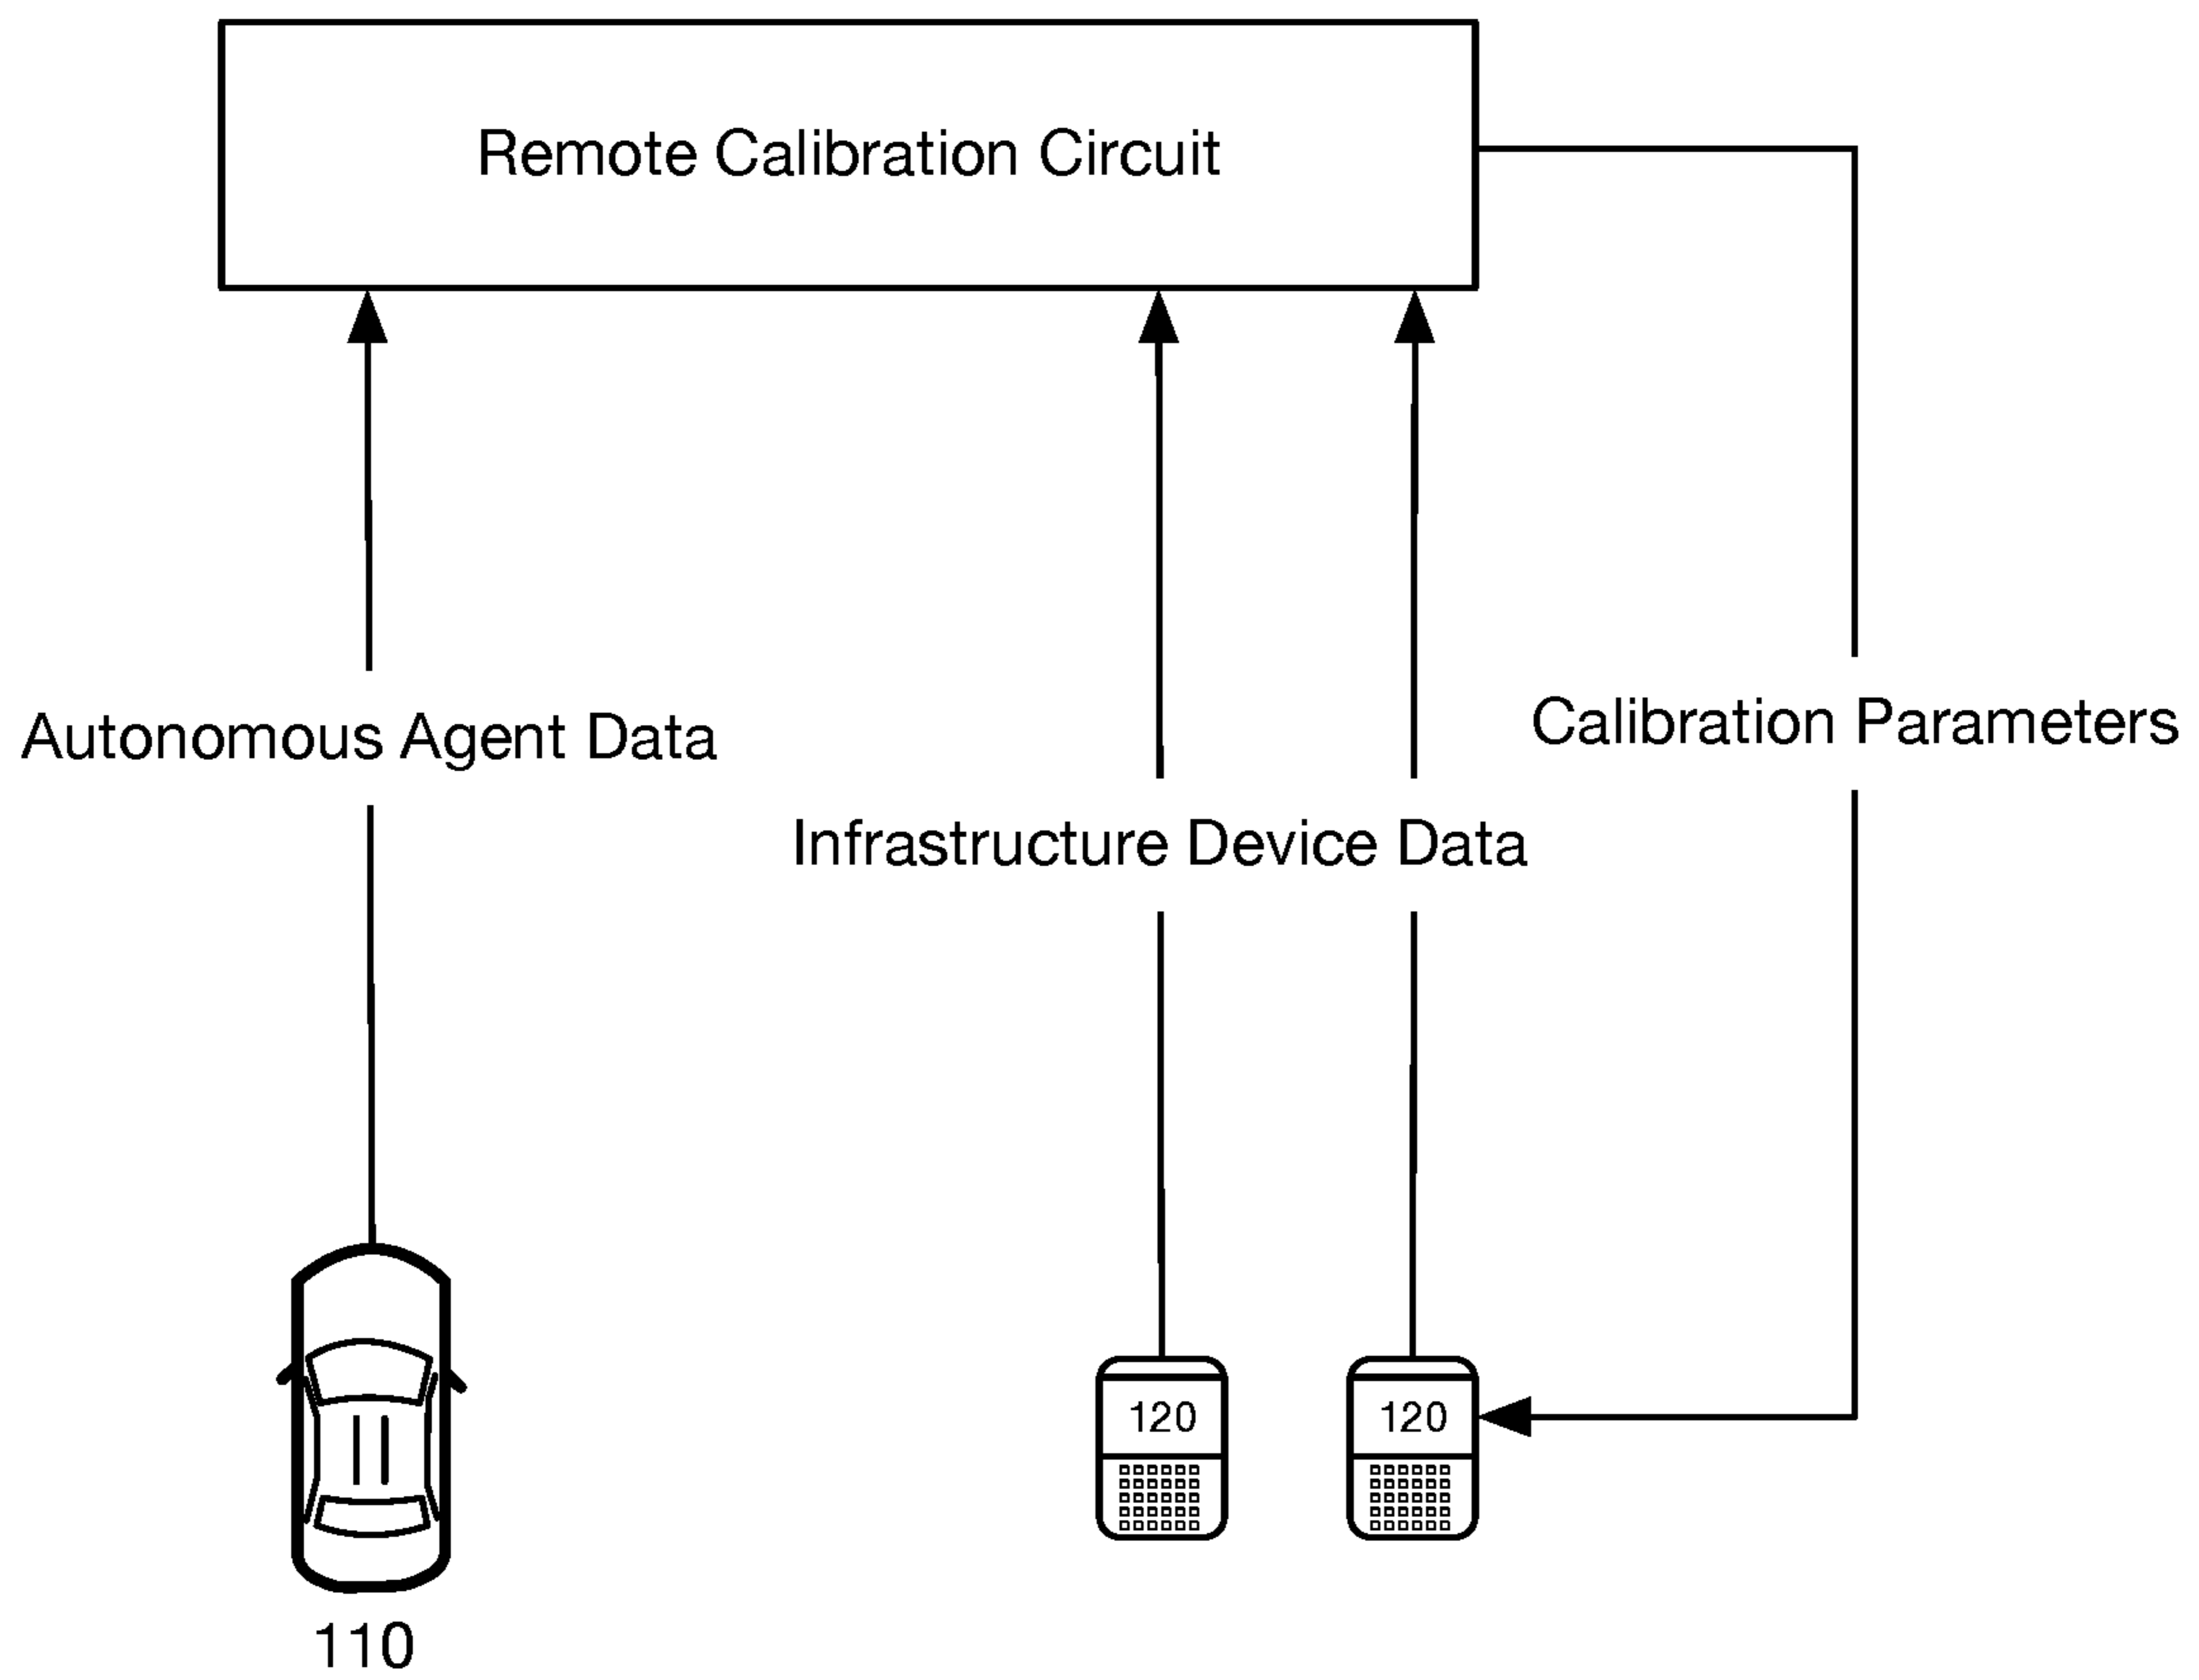 Remote Calibration Circuit
Calibration Parameters
Autonomous Agent Data
Infrastructure Device Data
120
120
110